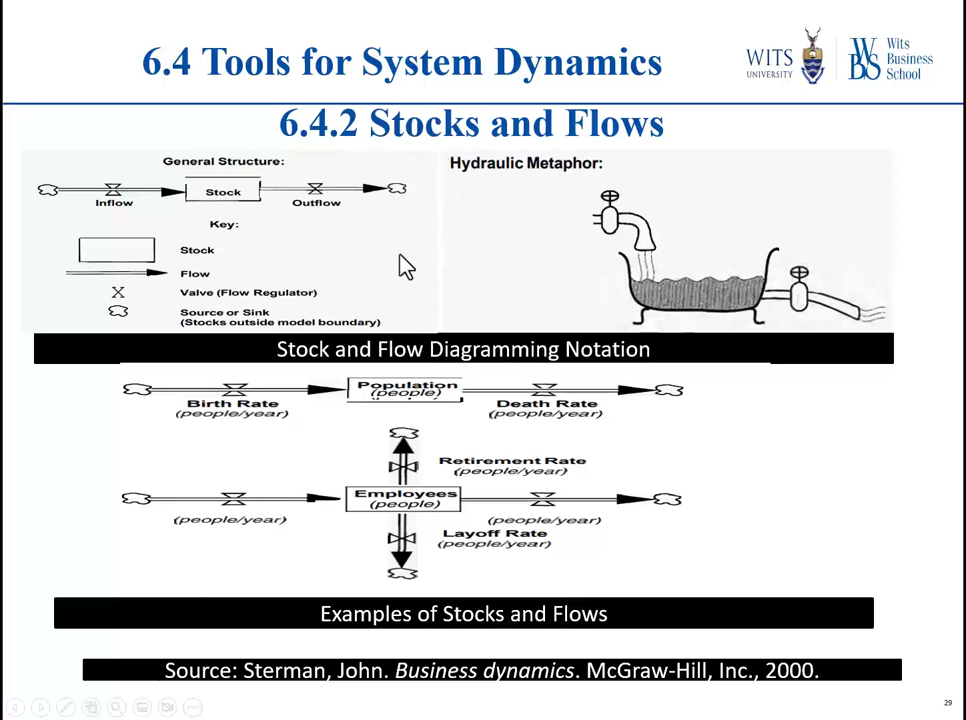 6.4 Tools for System Dynamics
WITS
UNIVERSITY
WBS
Wits
Business
School
6.4.2 Stocks and Flows
General Structure:
Stock
Inflow
Outflow
Key:
Stock
Flow
X
Valve (Flow Regulator)
Source or Sink
(Stocks outside model boundary)
Hydraulic Metaphor:
Stock and Flow Diagramming Notation
Population
(people)
Birth Rate
(people/year)
Death Rate
(people/year)
Retirement Rate
(people/year)
Employees
(people)
(people/year)
(people/year)
Layoff Rate
(people/year)
Examples of Stocks and Flows
Source: Sterman, John. Business dynamics. McGraw-Hill, Inc., 2000.
29